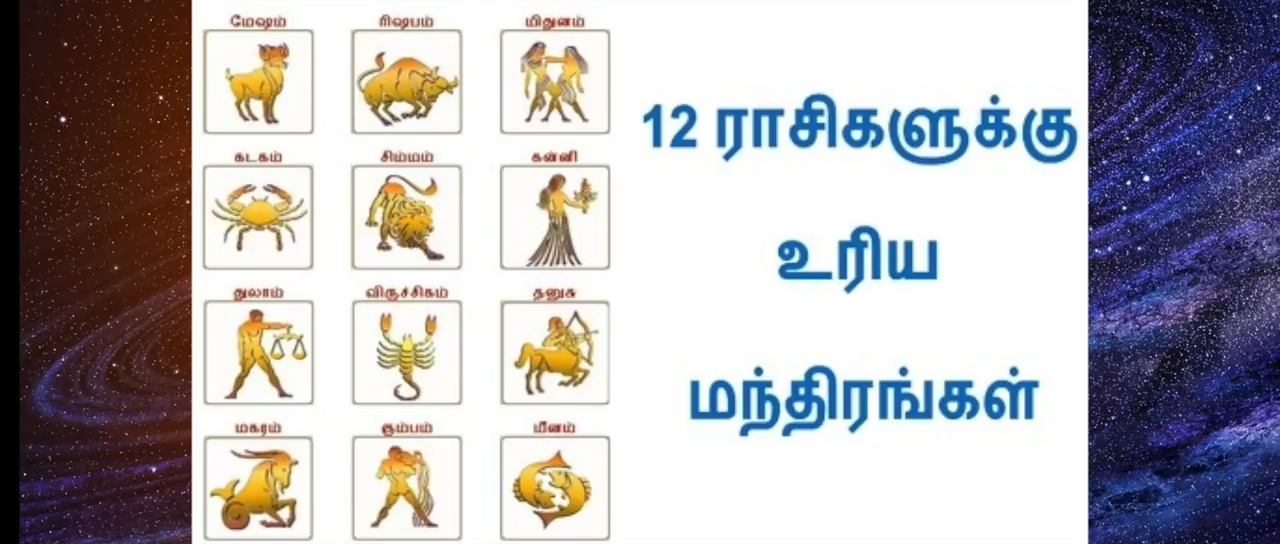 மேஷம் ரிஷபம் மிதுனம்
கடகம் சிம்மம் கன்னி
துலாம் விருச்சிகம் தனுசு
மகரம் கும்பம் மீனம்
12 ராசிகளுக்கு
உரிய
மந்திரங்கள்